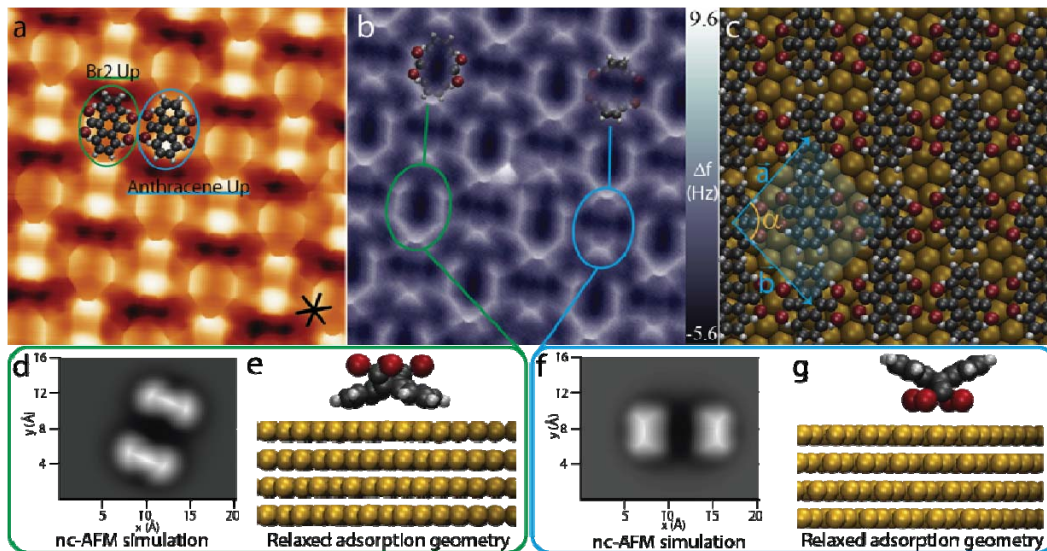 a
Br2 Up
Anthracene Up
b
9.6
Δf
(Hz)
-5.6
c
a
α
b
d
16
12
8
4
y (Å)
5
10
15
20
x (Å)
nc-AFM simulation
e
Relaxed adsorption geometry
f
16
12
8
4
y (Å)
5
10
15
20
x (Å)
nc-AFM simulation
g
Relaxed adsorption geometry